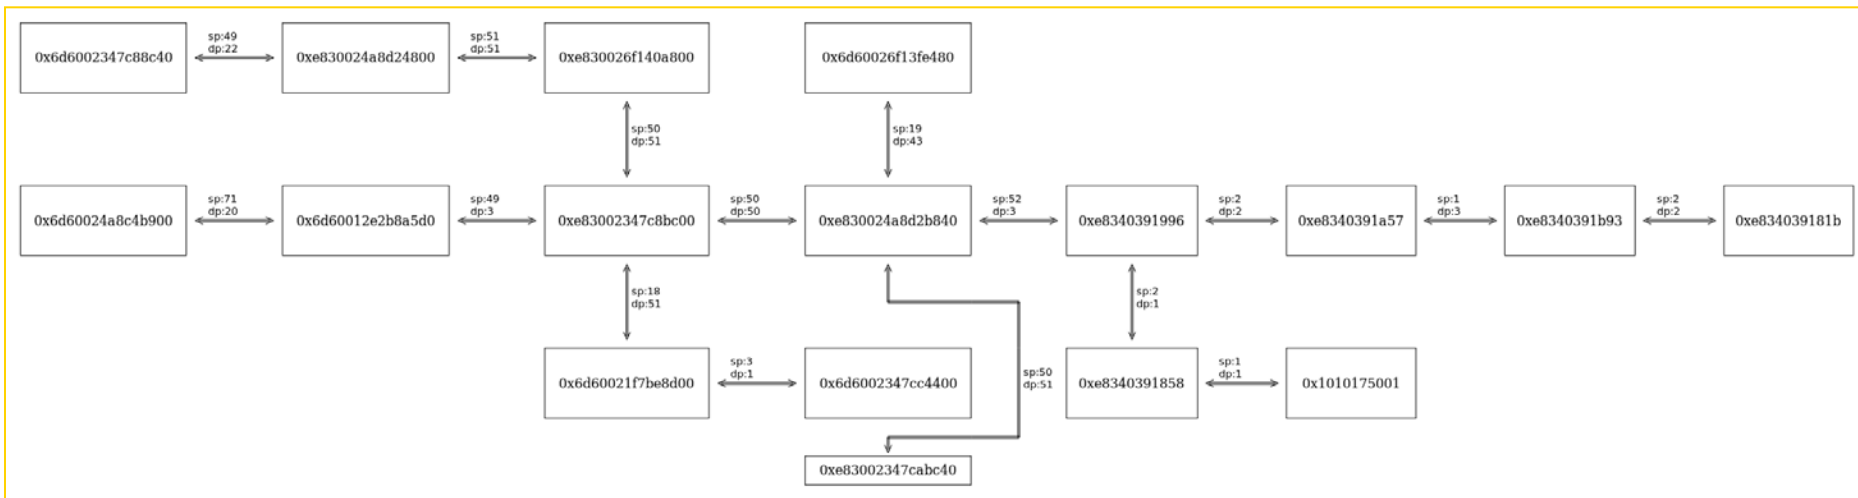 0x6d6002347c88c40
sp:49
dp:22
0xe830024a8d24800
sp:51
dp:51
0xe830026f140a800
0x6d60026f13fe480
sp:50
dp:51
sp:19
dp:43
0x6d60024a8c4b900
sp:71
dp:20
0x6d60012e2b8a5d0
sp:49
dp:3
0xe83002347c8bc00
sp:50
dp:50
0xe830024a8d2b840
sp:52
dp:3
0xe8340391996
sp:2
dp:2
0xe8340391a57
sp:1
dp:3
0xe8340391b93
sp:2
dp:2
0xe834039181b
sp:18
dp:51
sp:2
dp:1
0x6d60021f7be8d00
sp:3
dp:1
0x6d6002347cc4400
sp:50
dp:51
0xe8340391858
sp:1
dp:1
0x1010175001
0xe83002347cabc40